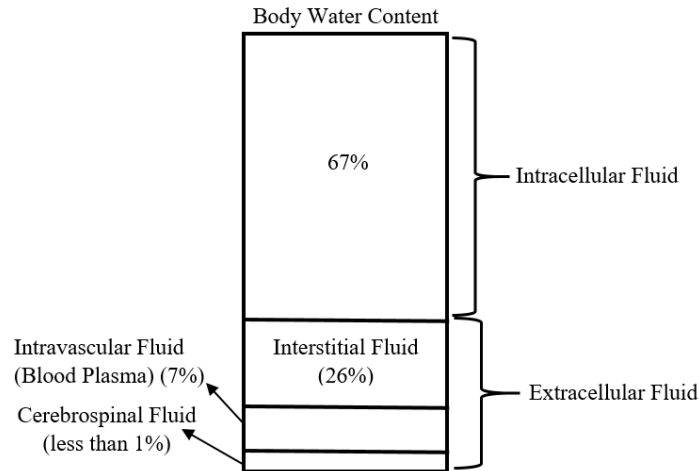 Body Water Content
67%
Intracellular Fluid
Interstitial Fluid
(26%)
Intravascular Fluid
(Blood Plasma) (7%)
Extracellular Fluid
Cerebrospinal Fluid
(less than 1%)